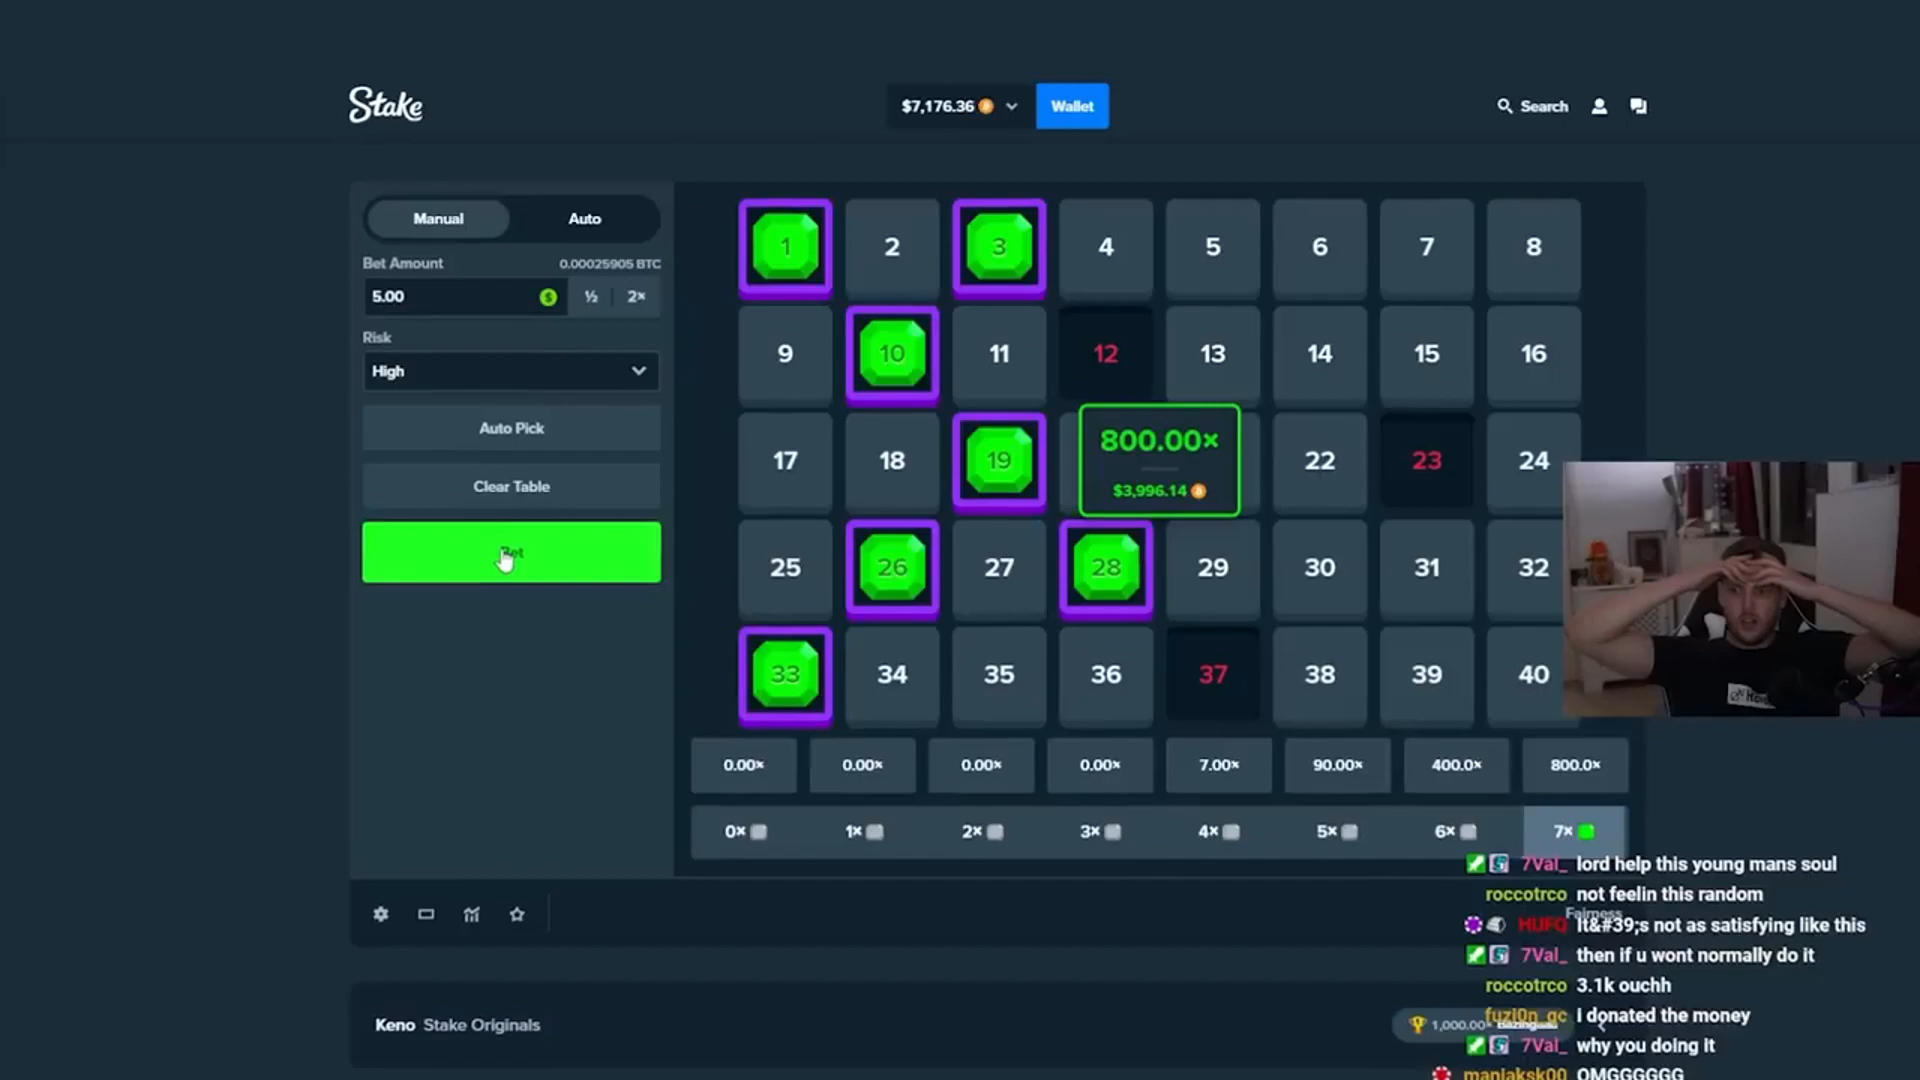 Stake
$7,176.36
Wallet
Search
Manual
Auto
Bet Amount
0.00025905 BTC
5.00
½
2×
Risk
High
Auto Pick
Clear Table
1 2 3 4 5 6 7 8
9 10 11 12 13 14 15 16
17 18 19 22 23 24
800.00×
$3,996.14
25 26 27 28 29 30 31 32
33 34 35 36 37 38 39 40
0.00× 0.00× 0.00× 0.00× 7.00× 90.00× 400.0× 800.0×
0× 1× 2× 3× 4× 5× 6× 7×
7Val_ lord help this young mans soul
roccotrco not feelin this random
Fairness
HUFQ It&#39;s not as satisfying like this
7Val_ then if u wont normally do it
roccotrco 3.1k ouchh
fuzi0n_gc i donated the money
7Val_ why you doing it
maniaksk00 OMGGGGGG
Keno Stake Originals
1,000.00×